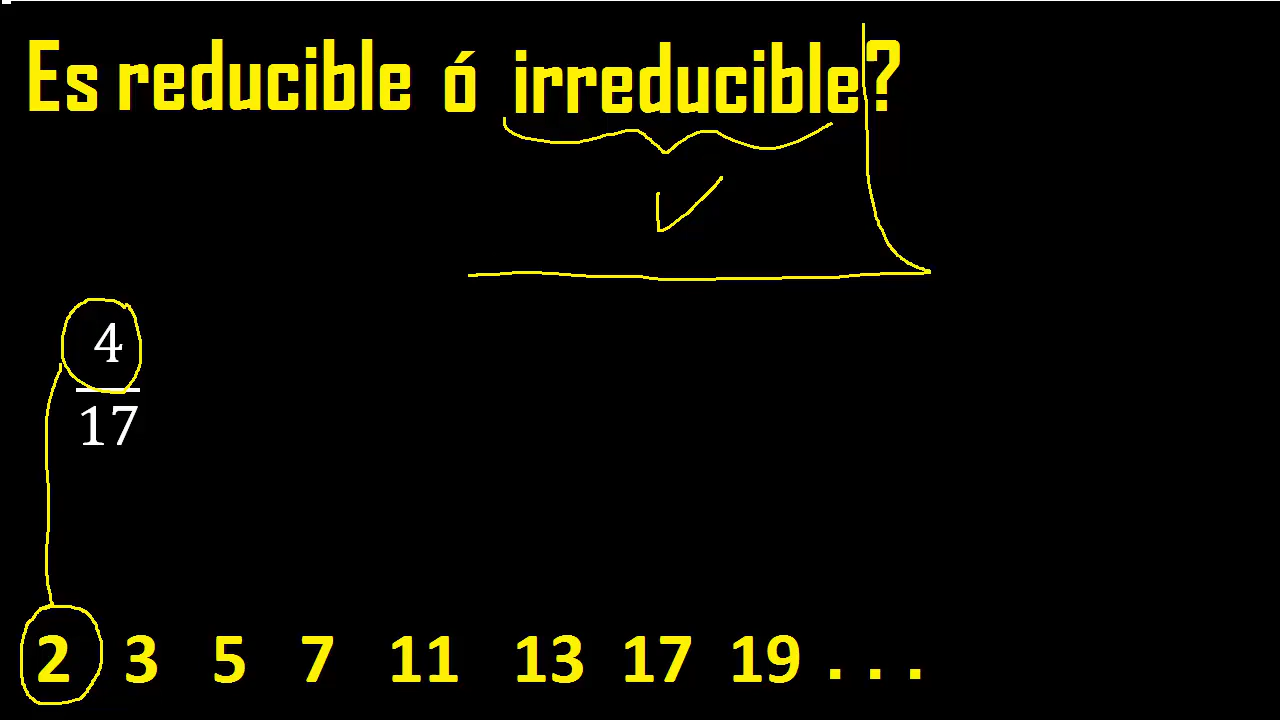 Es reducible ó irreducible?
4
17
2 3 5 7 11 13 17 19 . . .